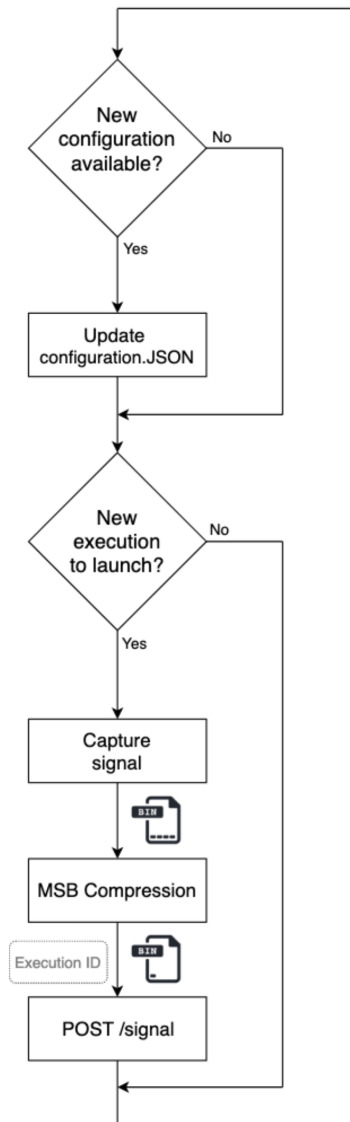 New
configuration
available?
No
Yes
Update
configuration.JSON
New
execution
to launch?
No
Yes
Capture
signal
BIN
MSB Compression
Execution ID
BIN
POST /signal